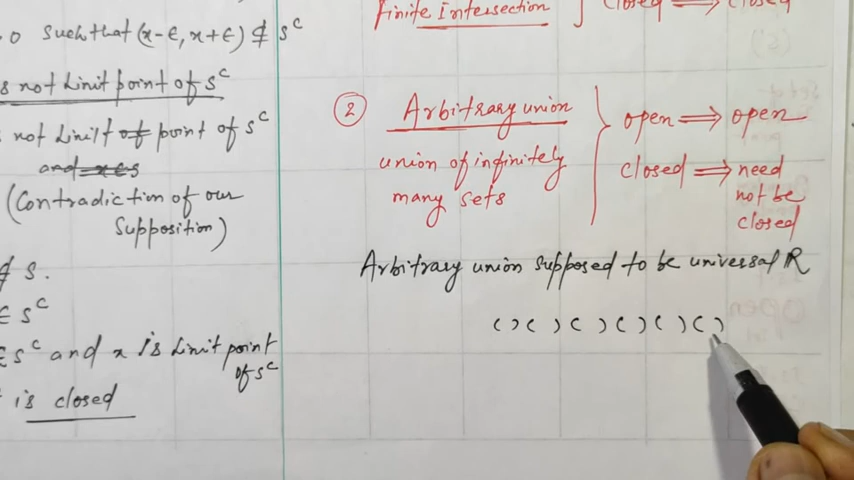 0 such that (x-ϵ, x+ϵ) ⊄ S^c
s not Limit point of S^c
not Limit of point of S^c
and x∈s
(Contradiction of our
supposition)
∉ S.
∈ S^c
∈ S^c and x is Limit point
of S^c
is closed
Finite Intersection } closed ⟹ closed
② Arbitrary union
union of infinitely
many sets
open ⟹ open
closed ⟹ need
not be
closed
Arbitrary union supposed to be universal R
( ) ( ) ( ) ( ) ( ) ( )